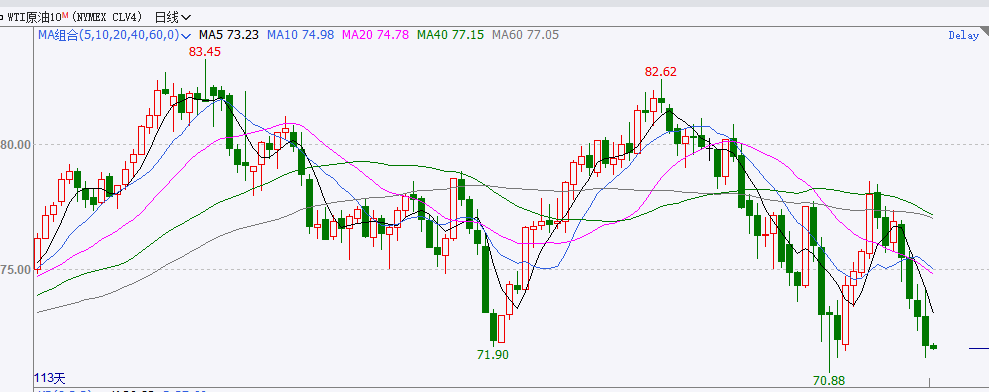 WTI原油10M(NYMEX CLV4) 日线
MA组合(5,10,20,40,60,0) MA5 73.23 MA10 74.98 MA20 74.78 MA40 77.15 MA60 77.05
Delay
83.45
82.62
80.00
75.00
71.90
70.88
113天